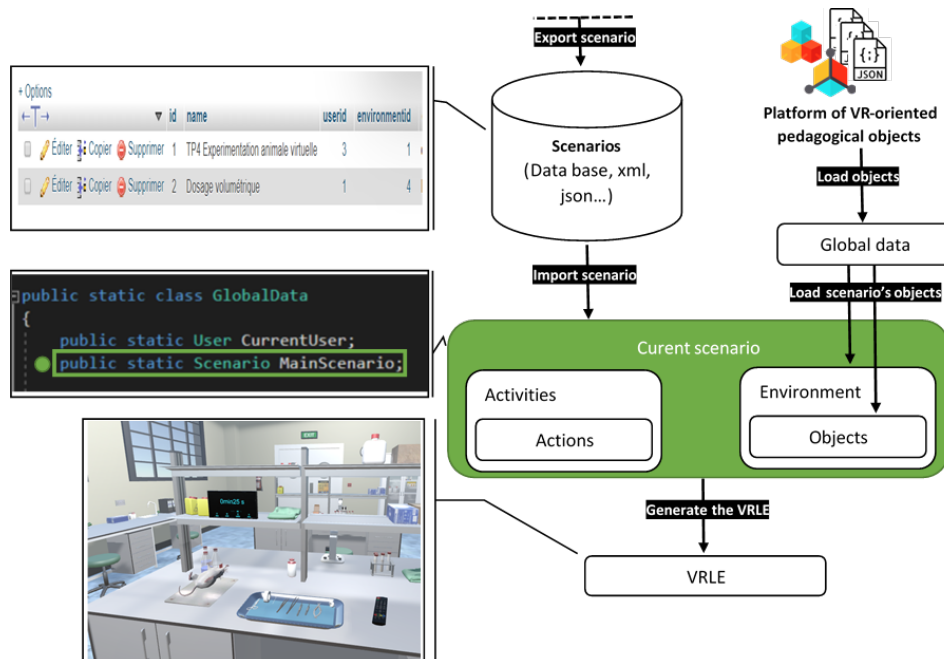 Export scenario
{;}
JSON
Platform of VR-oriented
pedagogical objects
+ Options
←T→ ▼ id name userid environmentid
Éditer Copier Supprimer 1 TP4 Experimentation animale virtuelle 3 1
Éditer Copier Supprimer 2 Dosage volumétrique 1 4
Scenarios
(Data base, xml,
json...)
Load objects
Global data
Import scenario
Load scenario's objects
public static class GlobalData
{
public static User CurrentUser;
public static Scenario MainScenario;
Curent scenario
Activities
Actions
Environment
Objects
EXIT
0min25 s
Generate the VRLE
VRLE